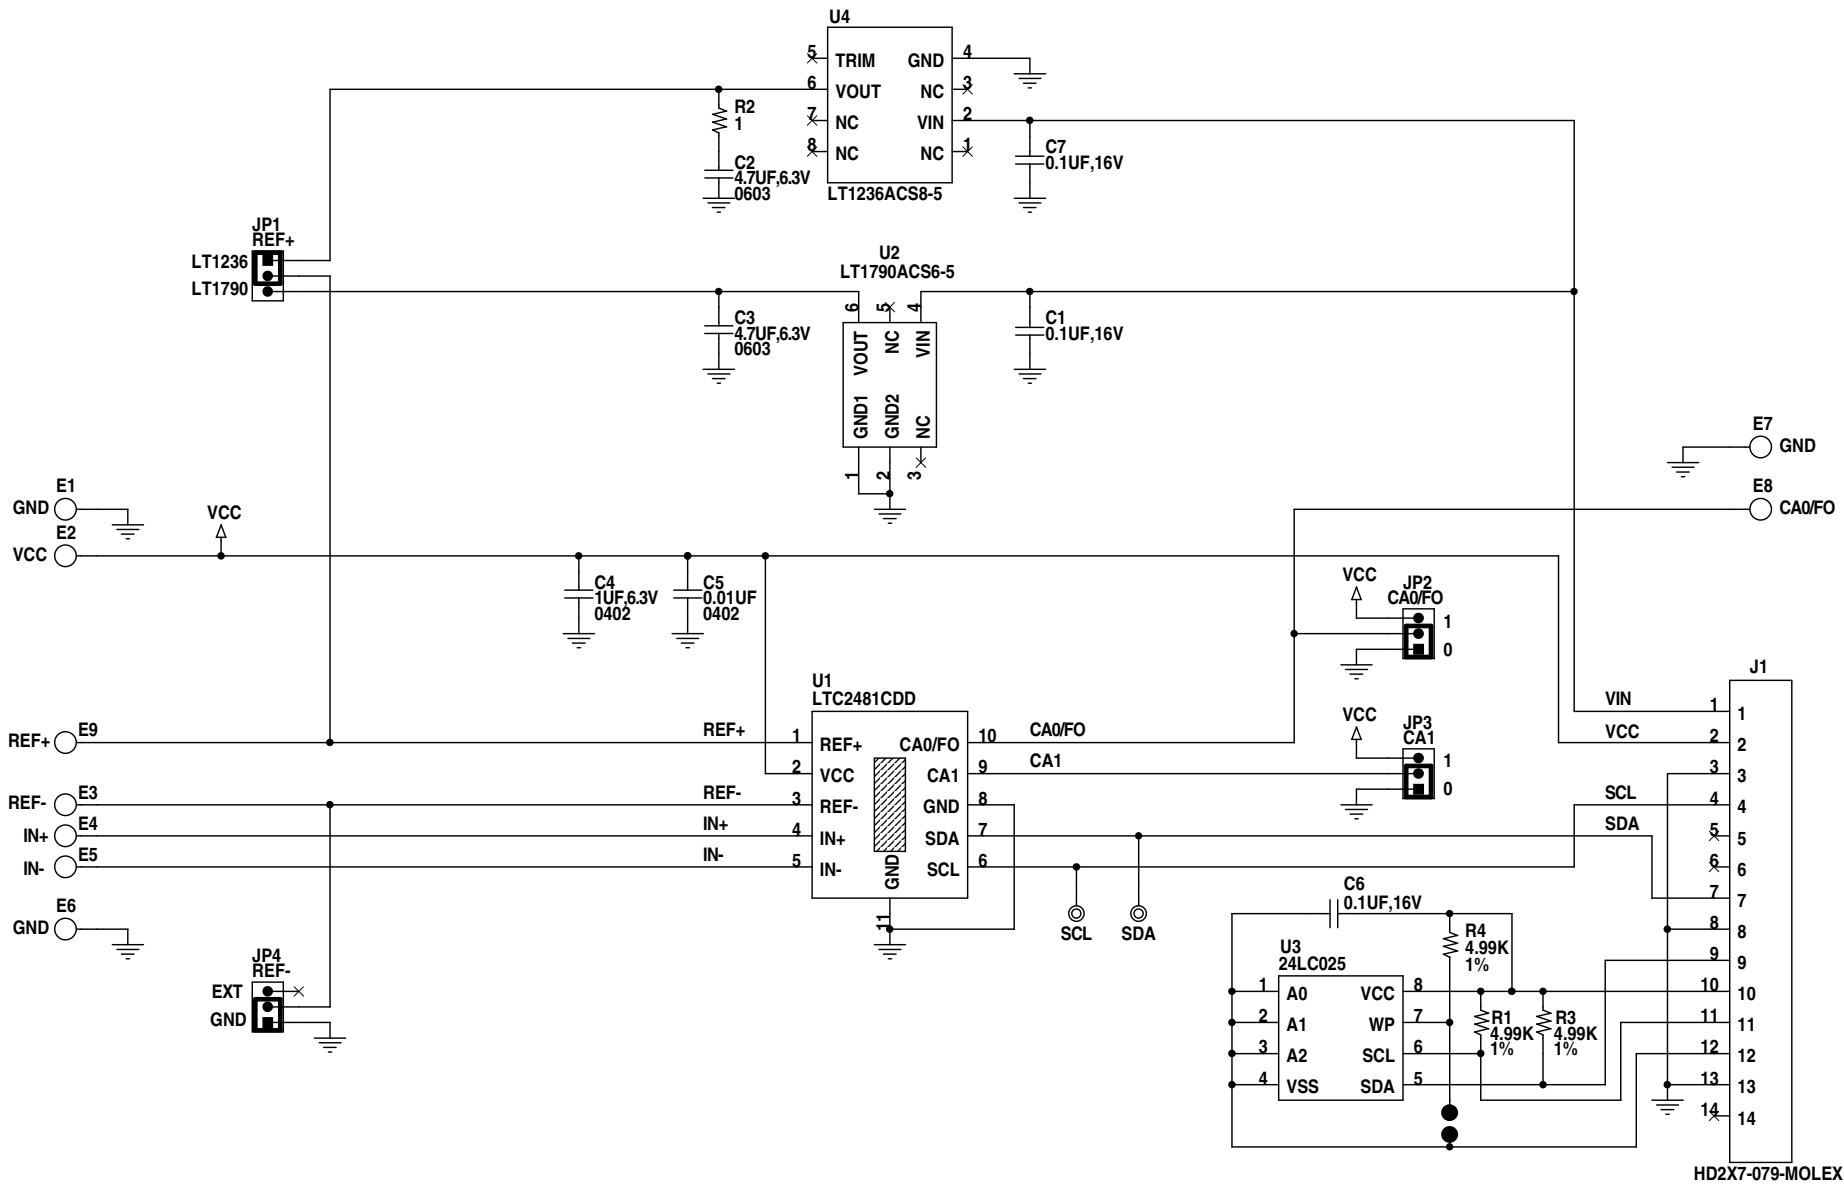 U4
5
TRIM
GND
4
6
VOUT
NC
3
7
NC
VIN
2
8
NC
NC
1
LT1236ACS8-5
R2
1
C2
4.7UF,6.3V
0603
C7
0.1UF,16V
JP1
REF+
LT1236
LT1790
U2
LT1790ACS6-5
6
5
4
VOUT
NC
VIN
GND1
GND2
NC
1
2
3
C3
4.7UF,6.3V
0603
C1
0.1UF,16V
E7
GND
E8
CA0/FO
E1
GND
E2
VCC
VCC
C4
1UF,6.3V
0402
C5
0.01UF
0402
VCC
JP2
CA0/FO
1
0
VCC
JP3
CA1
1
0
U1
LTC2481CDD
E9
REF+
REF+
1
REF+
CA0/FO
10
CA0/FO
2
VCC
CA1
9
CA1
E3
REF-
REF-
3
REF-
GND
8
E4
IN+
IN+
4
IN+
SDA
7
E5
IN-
IN-
5
IN-
SCL
6
GND
11
SCL
SDA
E6
GND
JP4
REF-
EXT
GND
C6
0.1UF,16V
R4
4.99K
1%
U3
24LC025
1
A0
VCC
8
2
A1
WP
7
3
A2
SCL
6
4
VSS
SDA
5
R1
4.99K
1%
R3
4.99K
1%
J1
VIN
1
1
VCC
2
2
3
3
SCL
4
4
SDA
5
5
6
6
7
7
8
8
9
9
10
10
11
11
12
12
13
13
14
14
HD2X7-079-MOLEX